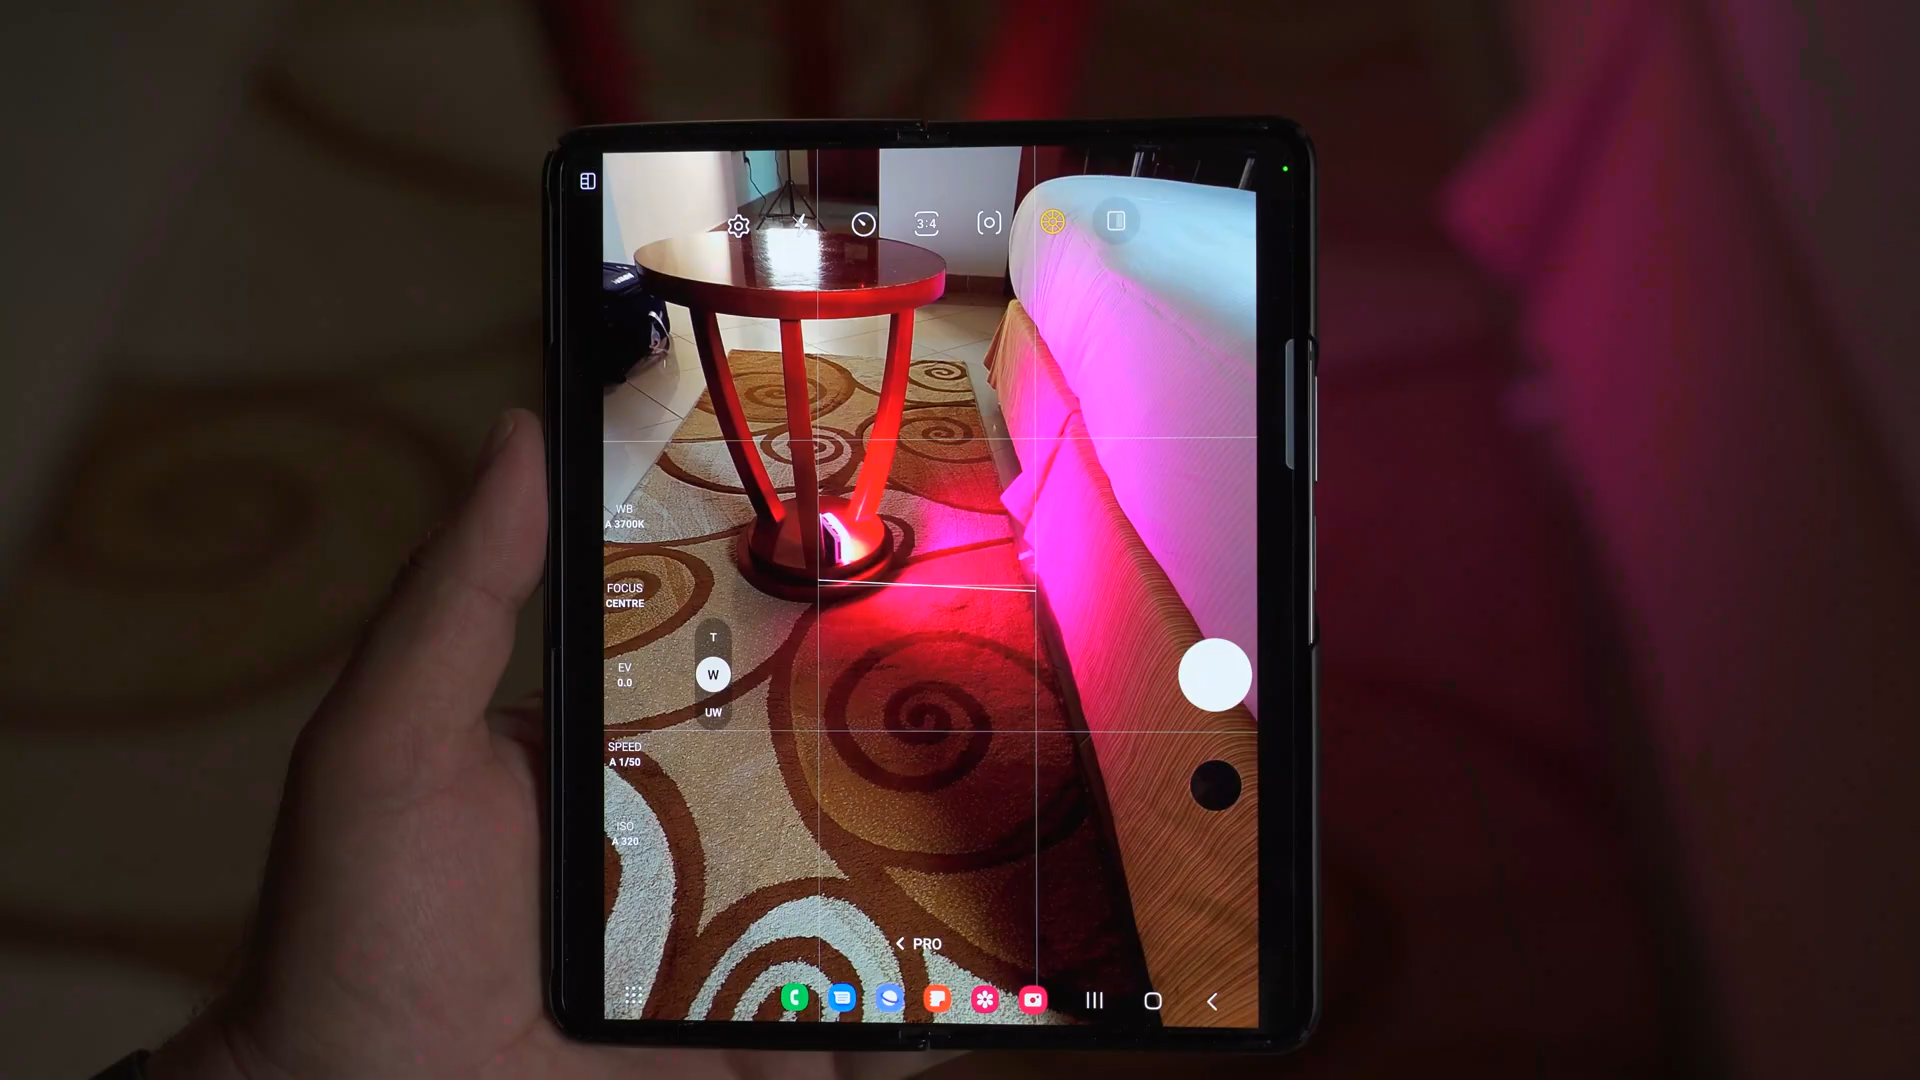 3:4
WB
A 3700K
FOCUS
CENTRE
T
W
UW
EV
0.0
SPEED
A 1/50
ISO
A 320
PRO